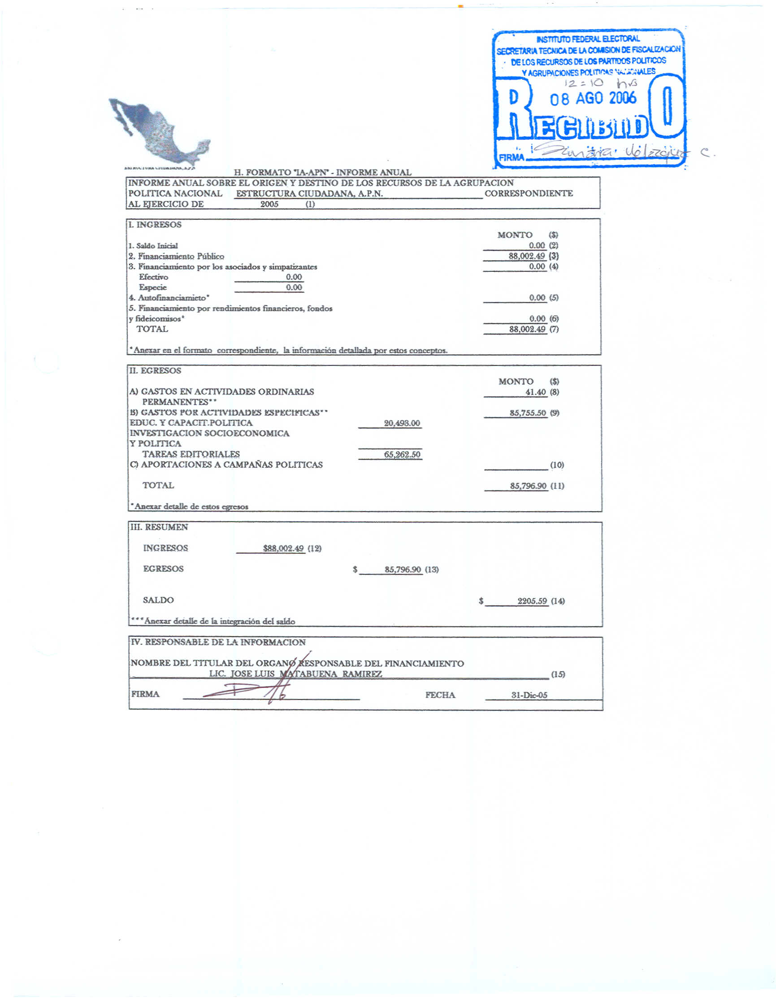 INSTITUTO FEDERAL ELECTORAL
SECRETARIA TECNICA DE LA COMISION DE FISCALIZACION
DE LOS RECURSOS DE LOS PARTIDOS POLITICOS
Y AGRUPACIONES POLITICAS NACIONALES
12=10 hrs
08 AGO 2006
RECIBIDO
FIRMA Sandra Velazquez C.
ESTRUCTURA CIUDADANA, A.P.N
H. FORMATO "IA-APN" - INFORME ANUAL
INFORME ANUAL SOBRE EL ORIGEN Y DESTINO DE LOS RECURSOS DE LA AGRUPACION
POLITICA NACIONAL ESTRUCTURA CIUDADANA, A.P.N. CORRESPONDIENTE
AL EJERCICIO DE 2005 (1)
I. INGRESOS
MONTO ($)
1. Saldo Inicial 0.00 (2)
2. Financiamiento Público 88,002.49 (3)
3. Financiamiento por los asociados y simpatizantes 0.00 (4)
Efectivo 0.00
Especie 0.00
4. Autofinanciamieto* 0.00 (5)
5. Financiamiento por rendimientos financieros, fondos
y fideicomisos* 0.00 (6)
TOTAL 88,002.49 (7)
*Anexar en el formato correspondiente, la información detallada por estos conceptos.
II. EGRESOS
MONTO ($)
A) GASTOS EN ACTIVIDADES ORDINARIAS 41.40 (8)
PERMANENTES**
B) GASTOS POR ACTIVIDADES ESPECIFICAS** 85,755.50 (9)
EDUC. Y CAPACIT.POLITICA 20,493.00
INVESTIGACION SOCIOECONOMICA
Y POLITICA
TAREAS EDITORIALES 65,262.50
C) APORTACIONES A CAMPAÑAS POLITICAS (10)
TOTAL 85,796.90 (11)
*Anexar detalle de estos egresos
III. RESUMEN
INGRESOS $88,002.49 (12)
EGRESOS $ 85,796.90 (13)
SALDO $ 2205.59 (14)
***Anexar detalle de la integración del saldo
IV. RESPONSABLE DE LA INFORMACION
NOMBRE DEL TITULAR DEL ORGANO RESPONSABLE DEL FINANCIAMIENTO
LIC. JOSE LUIS MATABUENA RAMIREZ (15)
FIRMA FECHA 31-Dic-05